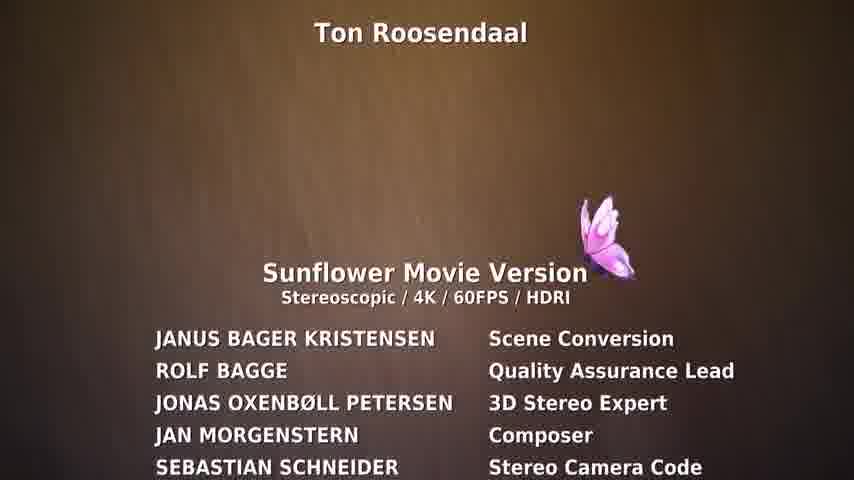 Ton Roosendaal
Sunflower Movie Version
Stereoscopic / 4K / 60FPS / HDRI
JANUS BAGER KRISTENSEN Scene Conversion
ROLF BAGGE Quality Assurance Lead
JONAS OXENBØLL PETERSEN 3D Stereo Expert
JAN MORGENSTERN Composer
SEBASTIAN SCHNEIDER Stereo Camera Code